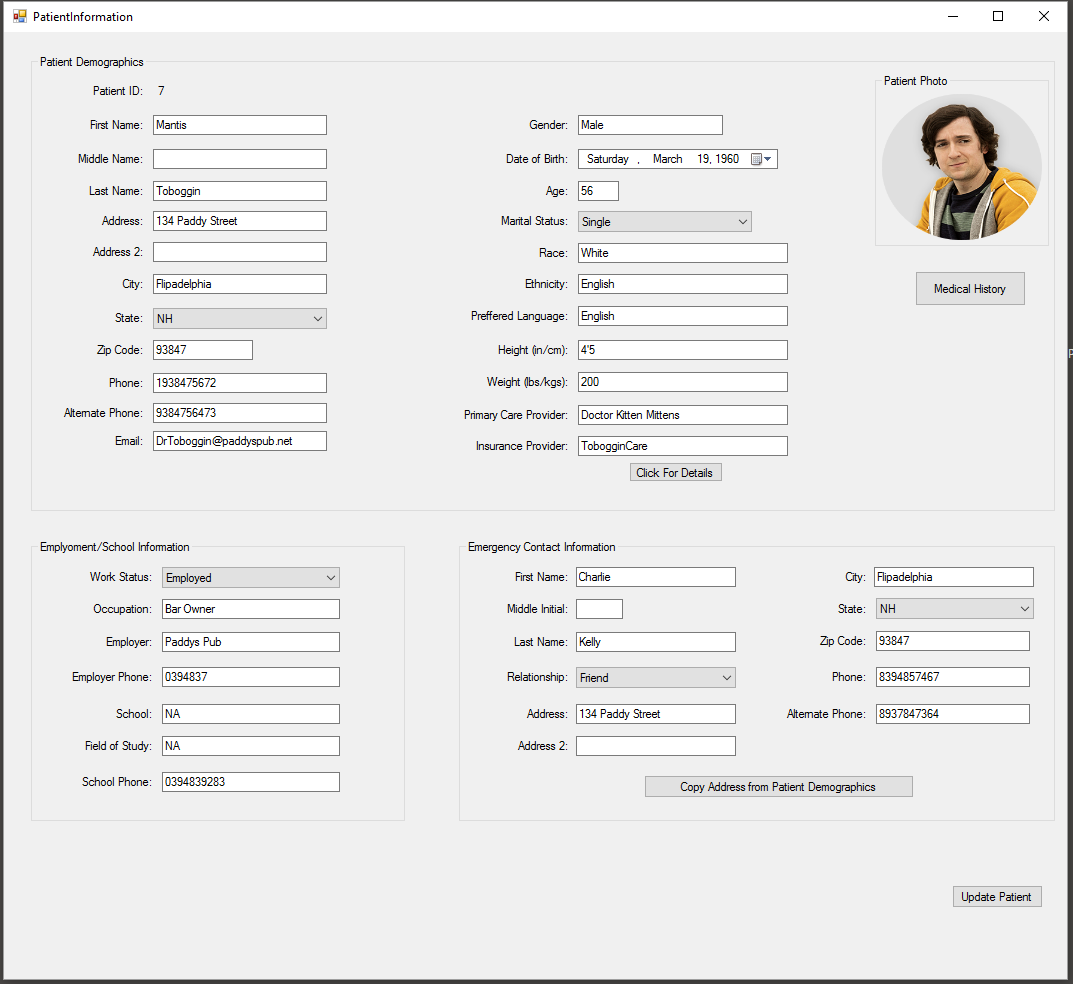 PatientInformation
Patient Demographics
Patient ID: 7
First Name: Mantis
Middle Name:
Last Name: Toboggin
Address: 134 Paddy Street
Address 2:
City: Flipadelphia
State: NH
Zip Code: 93847
Phone: 1938475672
Alternate Phone: 9384756473
Email: DrToboggin@paddyspub.net
Gender: Male
Date of Birth: Saturday , March 19, 1960
Age: 56
Marital Status: Single
Race: White
Ethnicity: English
Preffered Language: English
Height (in/cm): 4'5
Weight (lbs/kgs): 200
Primary Care Provider: Doctor Kitten Mittens
Insurance Provider: TobogginCare
Click For Details
Patient Photo
Medical History
Emplyoment/School Information
Work Status: Employed
Occupation: Bar Owner
Employer: Paddys Pub
Employer Phone: 0394837
School: NA
Field of Study: NA
School Phone: 0394839283
Emergency Contact Information
First Name: Charlie
Middle Initial:
Last Name: Kelly
Relationship: Friend
Address: 134 Paddy Street
Address 2:
City: Flipadelphia
State: NH
Zip Code: 93847
Phone: 8394857467
Alternate Phone: 8937847364
Copy Address from Patient Demographics
Update Patient